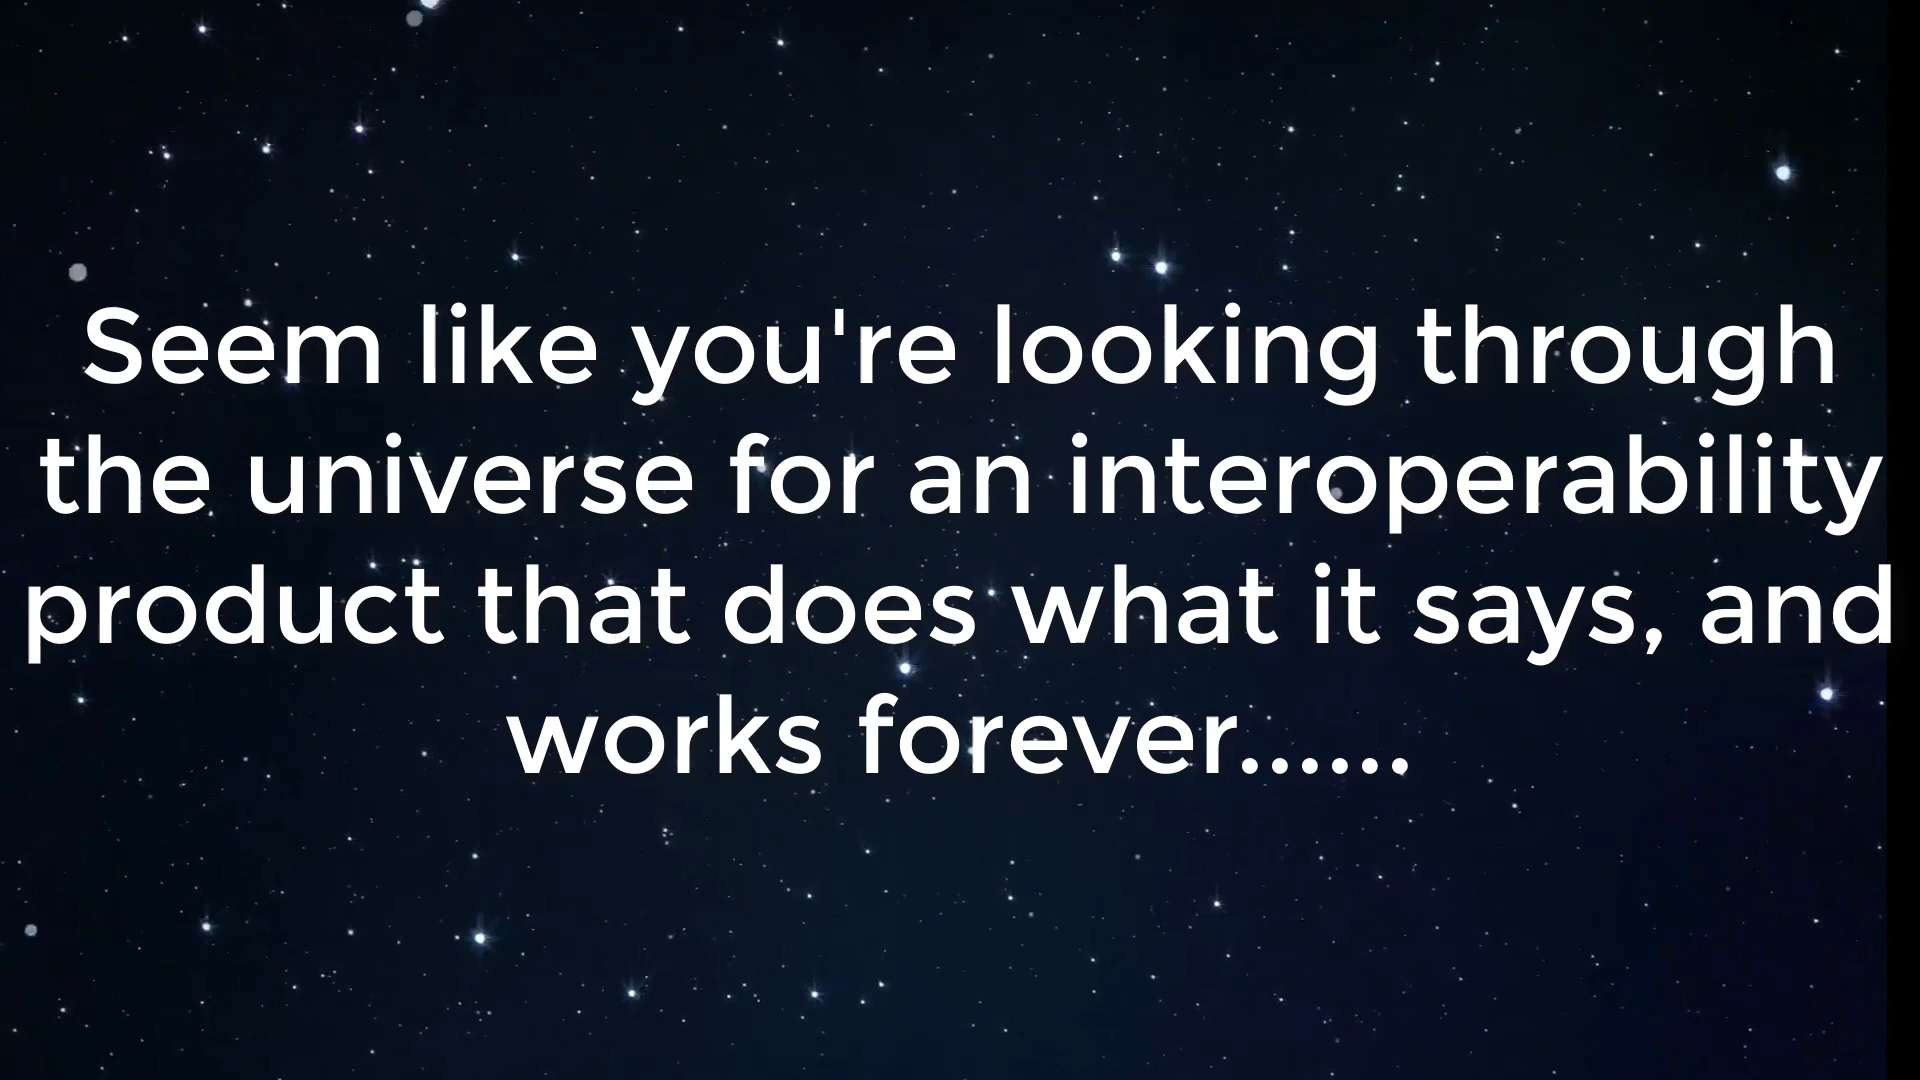 Seem like you're looking through
the universe for an interoperability
product that does what it says, and
works forever......